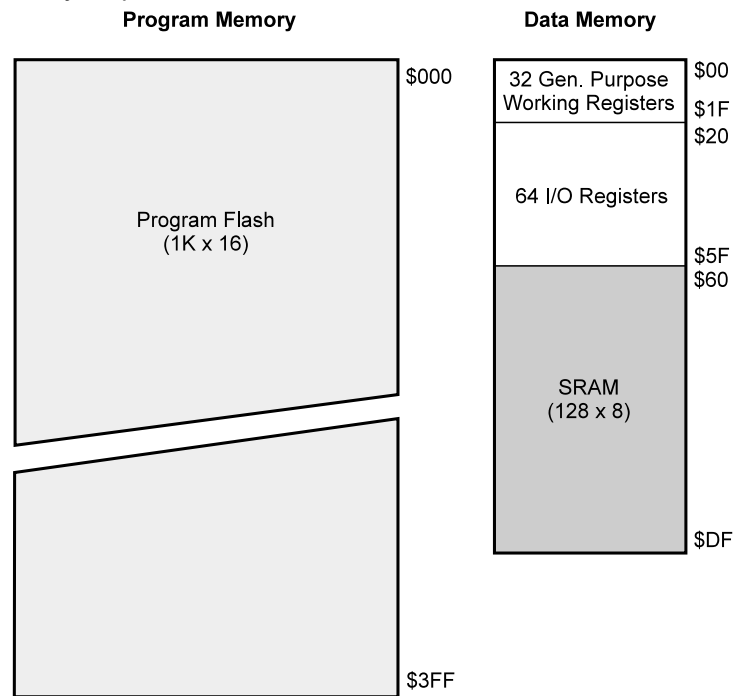 Program Memory
$000
Program Flash
(1K x 16)
$3FF
Data Memory
32 Gen. Purpose
Working Registers
$00
$1F
$20
64 I/O Registers
$5F
$60
SRAM
(128 x 8)
$DF